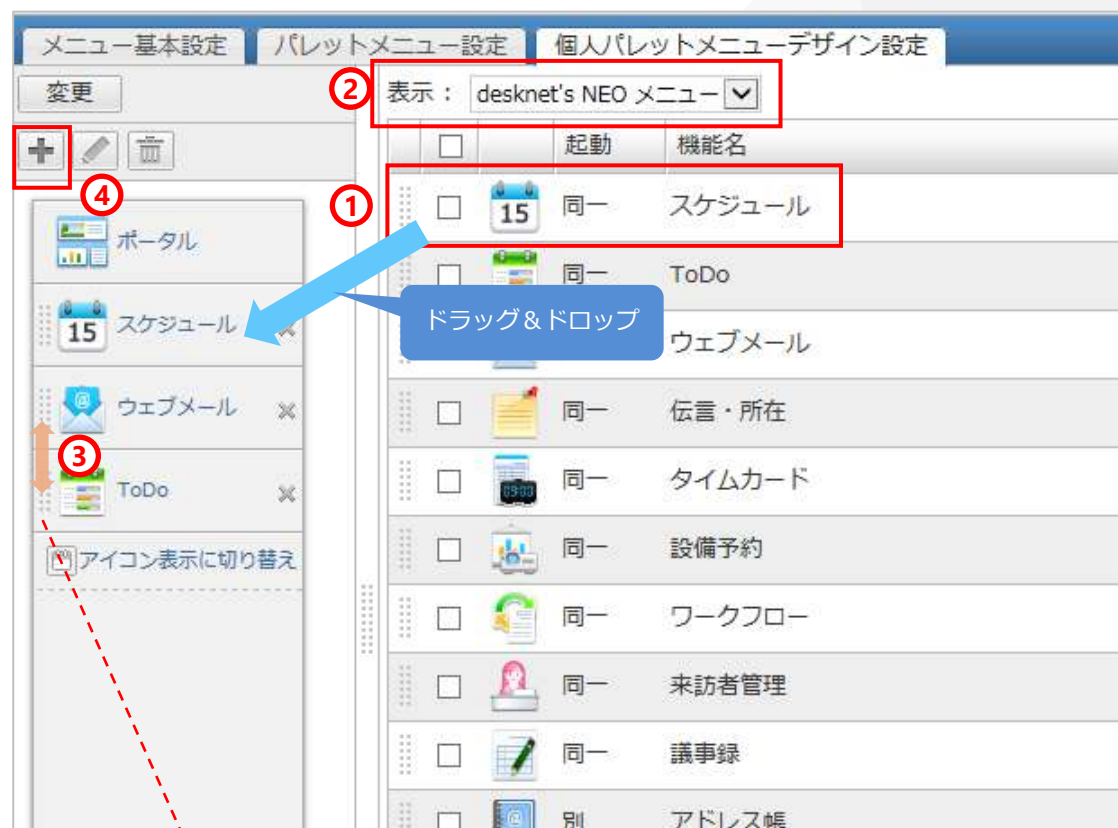 メニュー基本設定 パレットメニュー設定 個人パレットメニューデザイン設定
変更
② 表示： desknet's NEO メニュー
起動 機能名
④
① 15 同一 スケジュール
ポータル
同一 ToDo
15 スケジュール
ドラッグ＆ドロップ
ウェブメール
ウェブメール
同一 伝言・所在
③
ToDo
同一 タイムカード
アイコン表示に切り替え
同一 設備予約
同一 ワークフロー
同一 来訪者管理
同一 議事録
別 アドレス帳